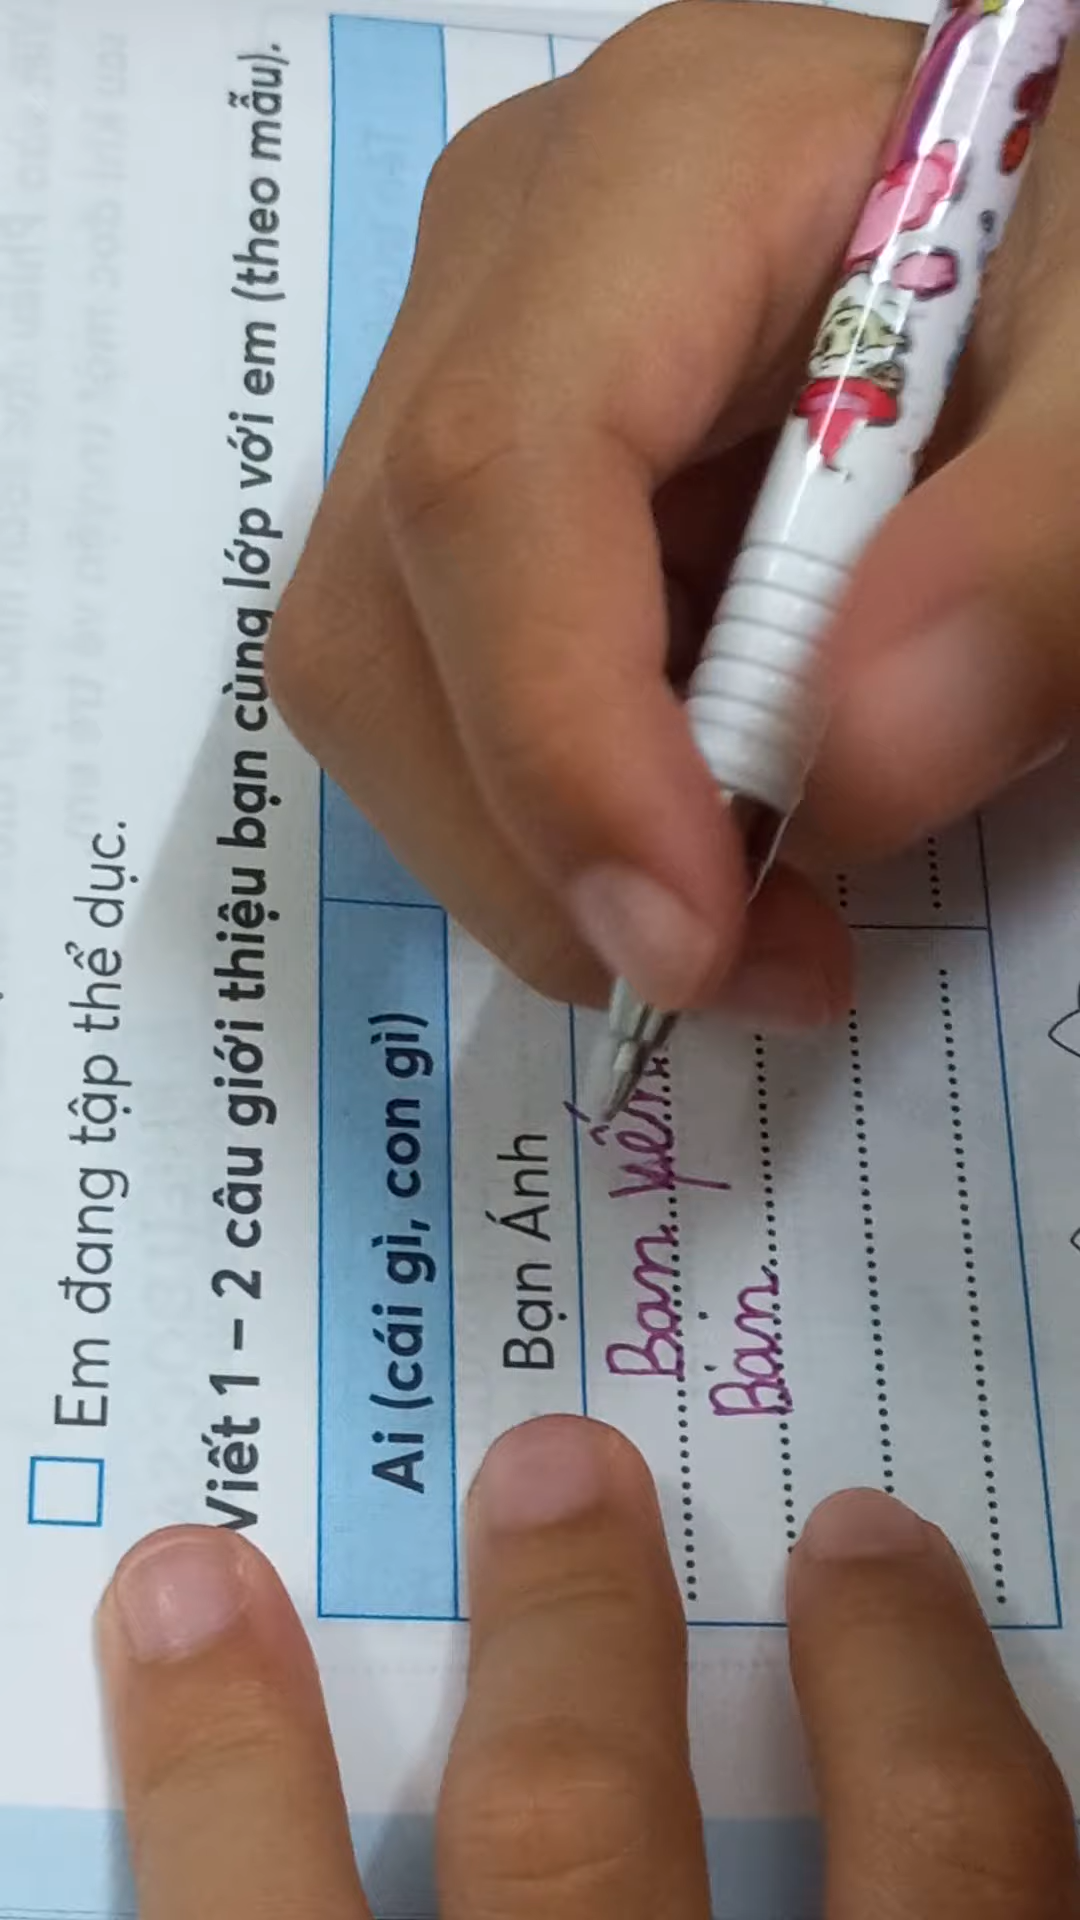 Em đang tập thể dục.
Viết 1 – 2 câu giới thiệu bạn cùng lớp với em (theo mẫu).
Ai (cái gì, con gì)
Bạn Ánh
Bạn Yến
Bạn